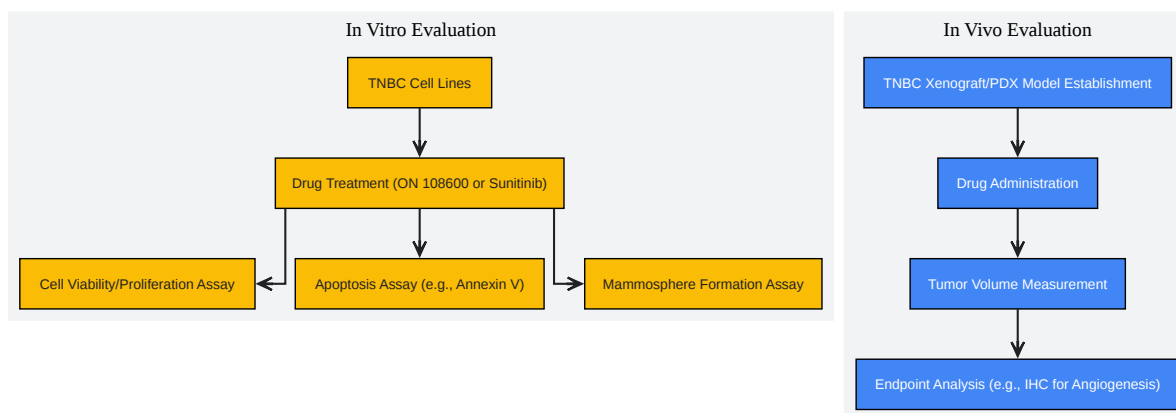 In Vitro Evaluation
TNBC Cell Lines
Drug Treatment (ON 108600 or Sunitinib)
Cell Viability/Proliferation Assay
Apoptosis Assay (e.g., Annexin V)
Mammosphere Formation Assay
In Vivo Evaluation
TNBC Xenograft/PDX Model Establishment
Drug Administration
Tumor Volume Measurement
Endpoint Analysis (e.g., IHC for Angiogenesis)